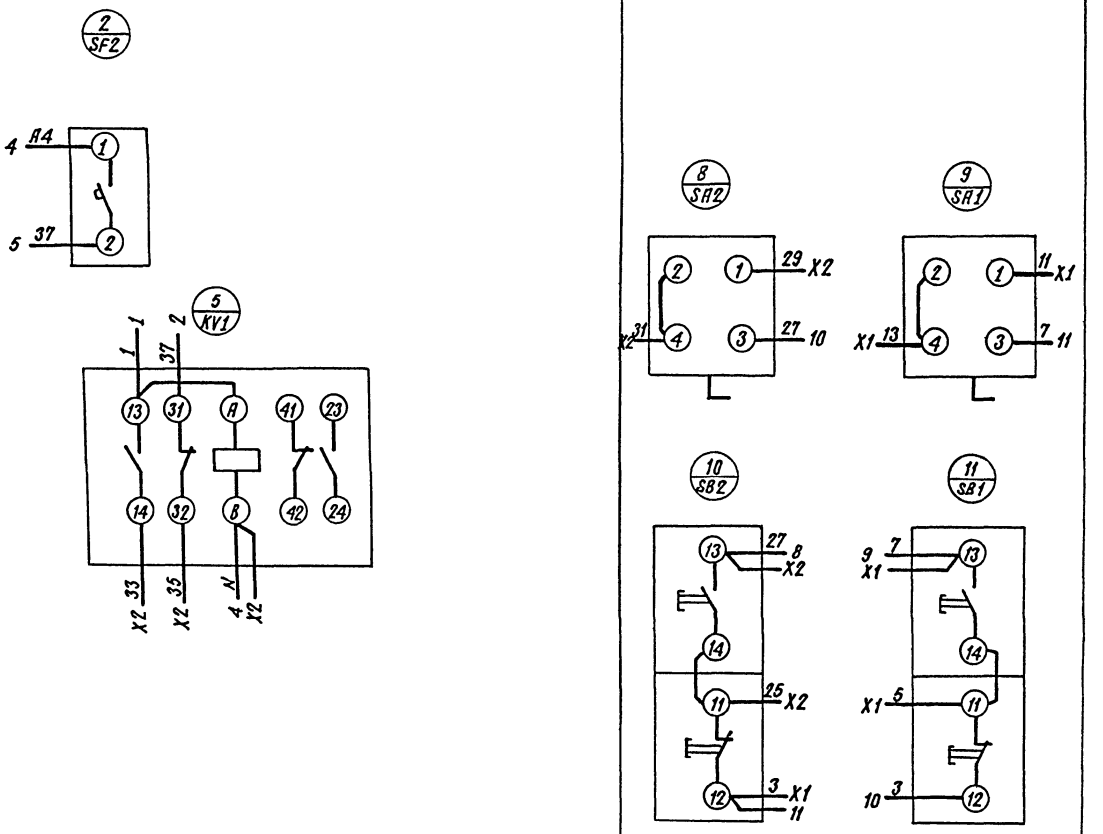 2
SF2
4 A4 1
5 37 2
5
KV1
1 2
1 37
13 31 A 41 23
14 32 B 42 24
33 35 N
X2 X2 4 X2
8
SA2
2 1 29 X2
X2 31 4 3 27 10
9
SA1
2 1 11 X1
X1 13 4 3 7 11
10
SB2
13 27 8
X2
14
11 25 X2
12 3 X1
11
11
SB1
9 7 13
X1
14
X1 5 11
10 3 12